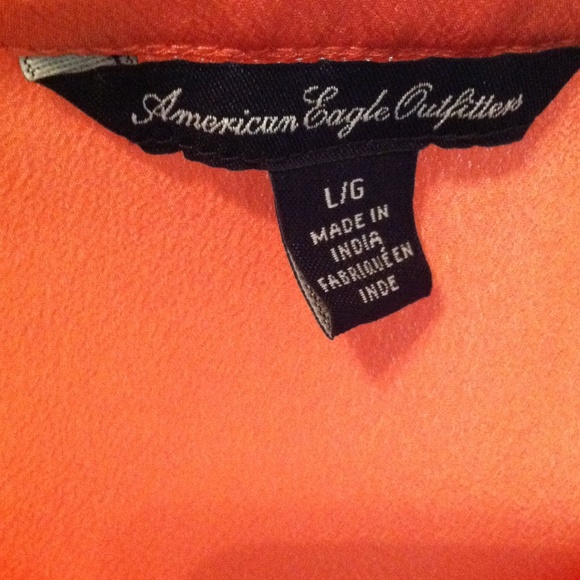 American Eagle Outfitters
L/G
MADE IN
INDIA
FABRIQUÉ EN
INDE